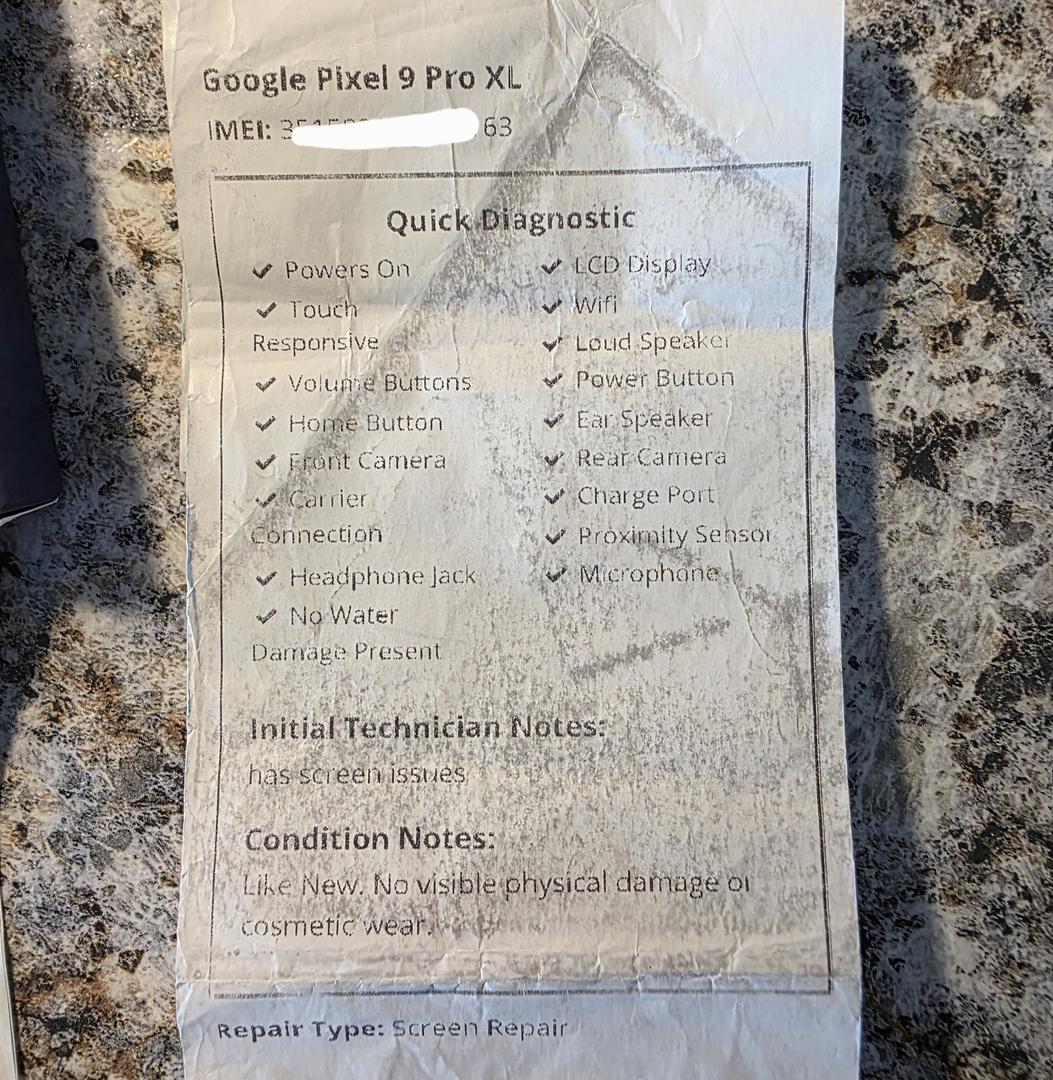 Google Pixel 9 Pro XL
IMEI: 63
Quick Diagnostic
✓ Powers On
✓ Touch
Responsive
✓ Volume Buttons
✓ Home Button
✓ Front Camera
✓ Carrier
Connection
✓ Headphone Jack
✓ No Water
Damage Present
✓ LCD Display
✓ Wifi
✓ Loud Speaker
✓ Power Button
✓ Ear Speaker
✓ Rear Camera
✓ Charge Port
✓ Proximity Sensor
✓ Microphone
Initial Technician Notes:
has screen issues
Condition Notes:
Like New. No visible physical damage or
cosmetic wear.
Repair Type: Screen Repair